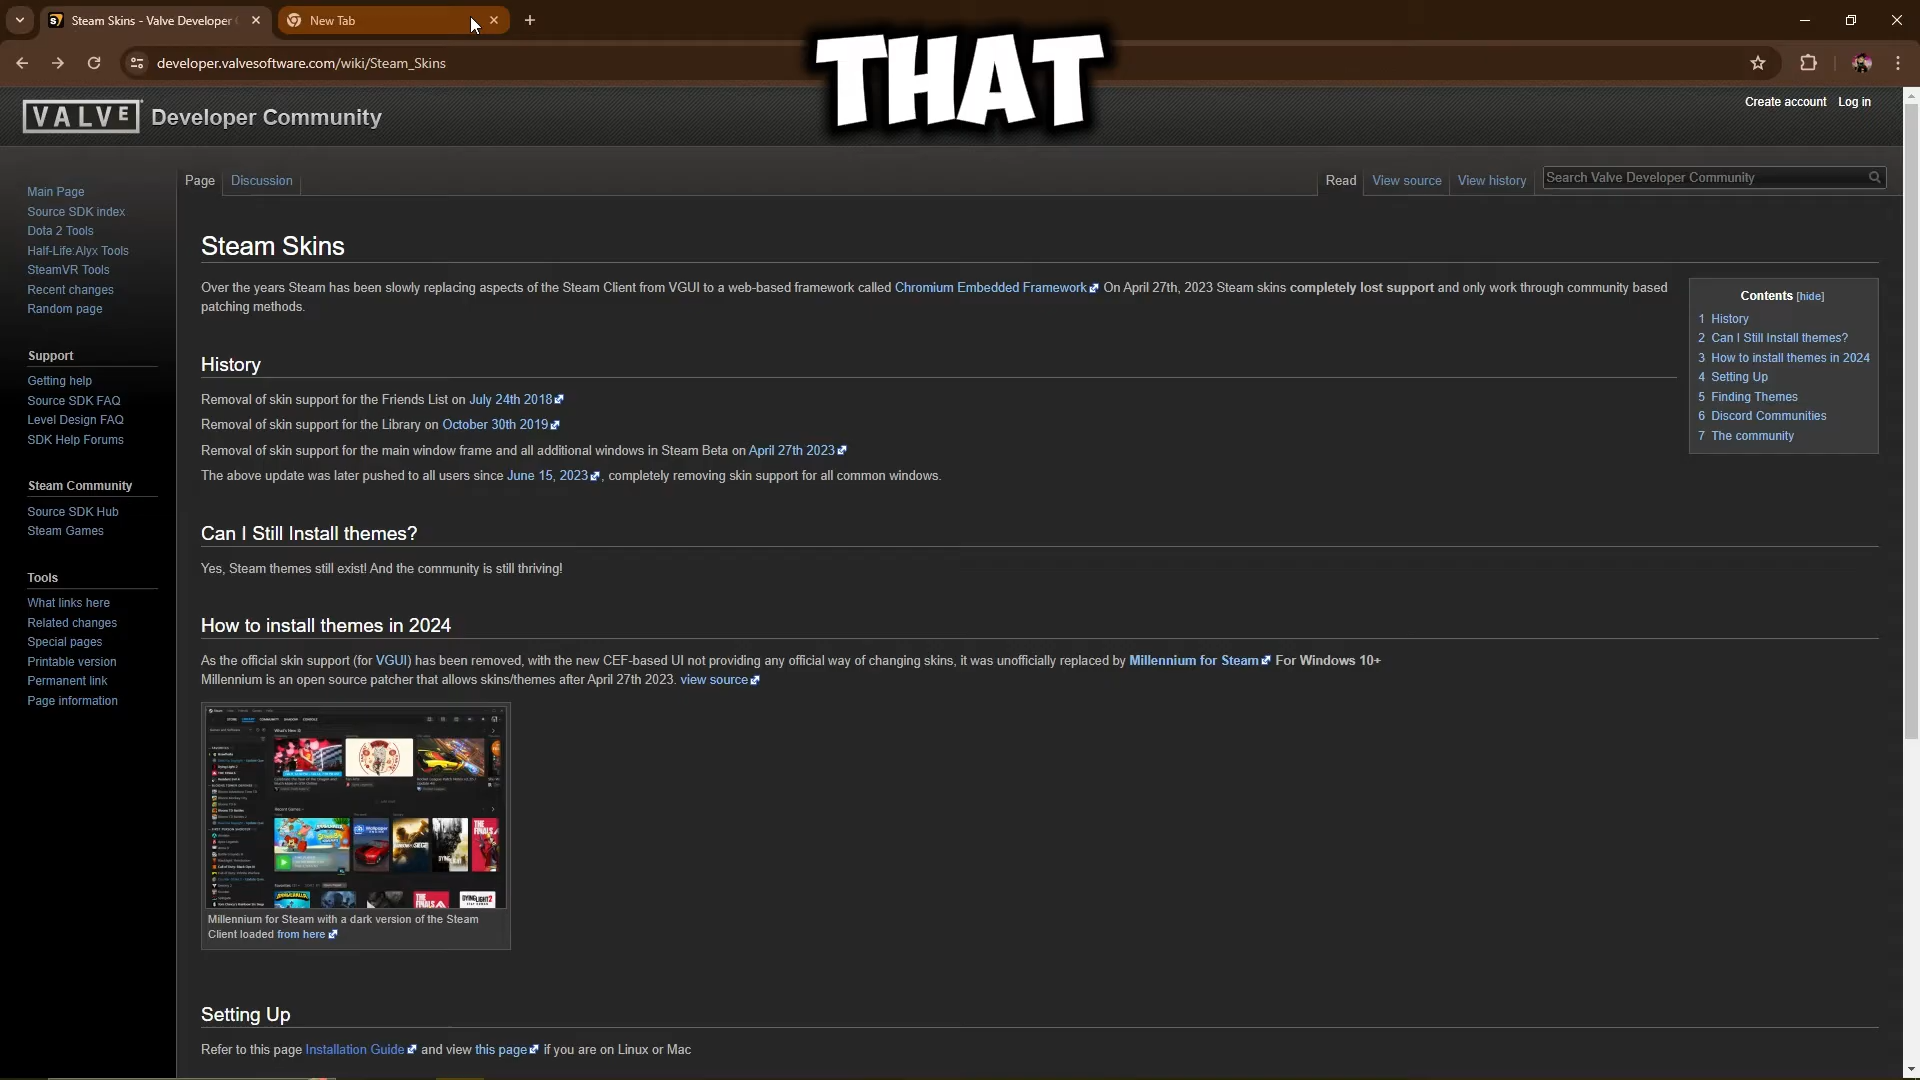 Steam Skins - Valve Developer
New Tab
developer.valvesoftware.com/wiki/Steam_Skins
THAT
VALVE Developer Community
Create account Log in
Page Discussion
Read View source View history Search Valve Developer Community
Main Page
Source SDK index
Dota 2 Tools
Half-Life:Alyx Tools
SteamVR Tools
Recent changes
Random page
Support
Getting help
Source SDK FAQ
Level Design FAQ
SDK Help Forums
Steam Community
Source SDK Hub
Steam Games
Tools
What links here
Related changes
Special pages
Printable version
Permanent link
Page information
Steam Skins
Over the years Steam has been slowly replacing aspects of the Steam Client from VGUI to a web-based framework called Chromium Embedded Framework On April 27th, 2023 Steam skins completely lost support and only work through community based
patching methods.
Contents [hide]
1 History
2 Can I Still Install themes?
3 How to install themes in 2024
4 Setting Up
5 Finding Themes
6 Discord Communities
7 The community
History
Removal of skin support for the Friends List on July 24th 2018
Removal of skin support for the Library on October 30th 2019
Removal of skin support for the main window frame and all additional windows in Steam Beta on April 27th 2023
The above update was later pushed to all users since June 15, 2023, completely removing skin support for all common windows.
Can I Still Install themes?
Yes, Steam themes still exist! And the community is still thriving!
How to install themes in 2024
As the official skin support (for VGUI) has been removed, with the new CEF-based UI not providing any official way of changing skins, it was unofficially replaced by Millennium for Steam For Windows 10+
Millennium is an open source patcher that allows skins/themes after April 27th 2023. view source
Millennium for Steam with a dark version of the Steam
Client loaded from here
Setting Up
Refer to this page Installation Guide and view this page if you are on Linux or Mac